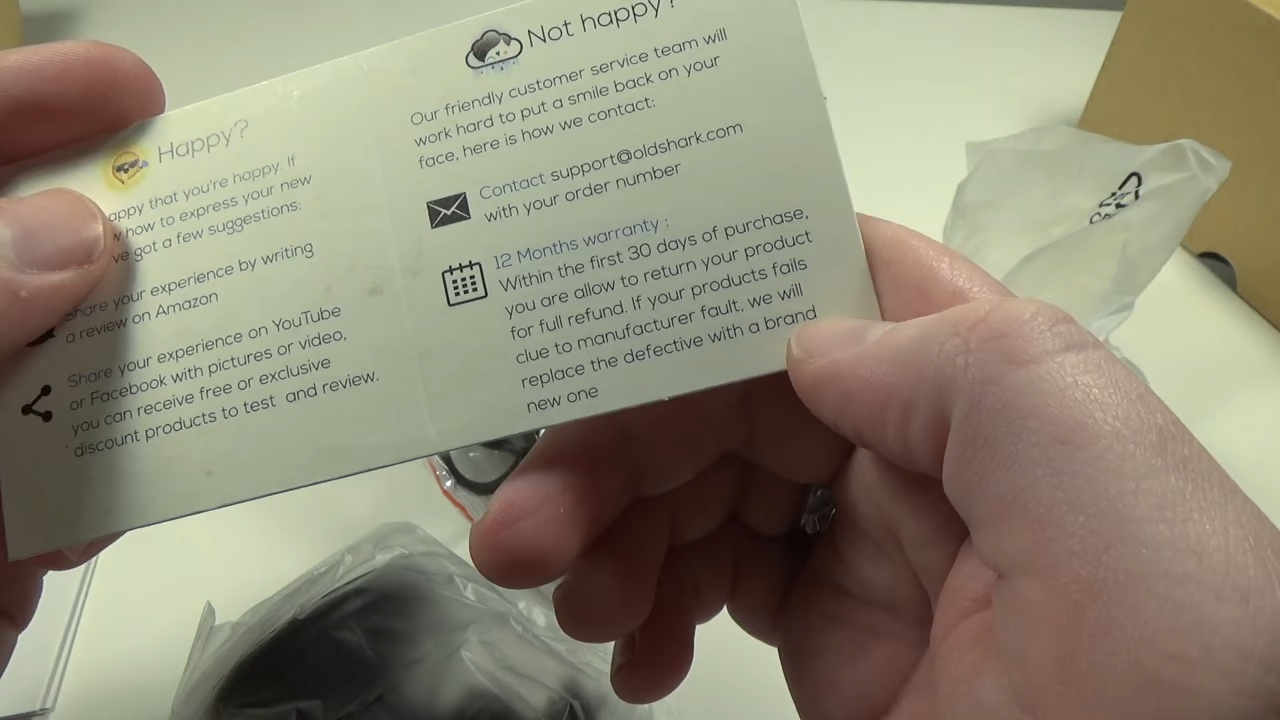 Happy?
appy that you're happy. If
how to express your new
ve got a few suggestions:
Share your experience by writing
a review on Amazon
Share your experience on YouTube
or Facebook with pictures or video,
you can receive free or exclusive
discount products to test and review.
Not happy?
Our friendly customer service team will
work hard to put a smile back on your
face, here is how we contact:
Contact support@oldshark.com
with your order number
12 Months warranty :
Within the first 30 days of purchase,
you are allow to return your product
for full refund. If your products fails
clue to manufacturer fault, we will
replace the defective with a brand
new one